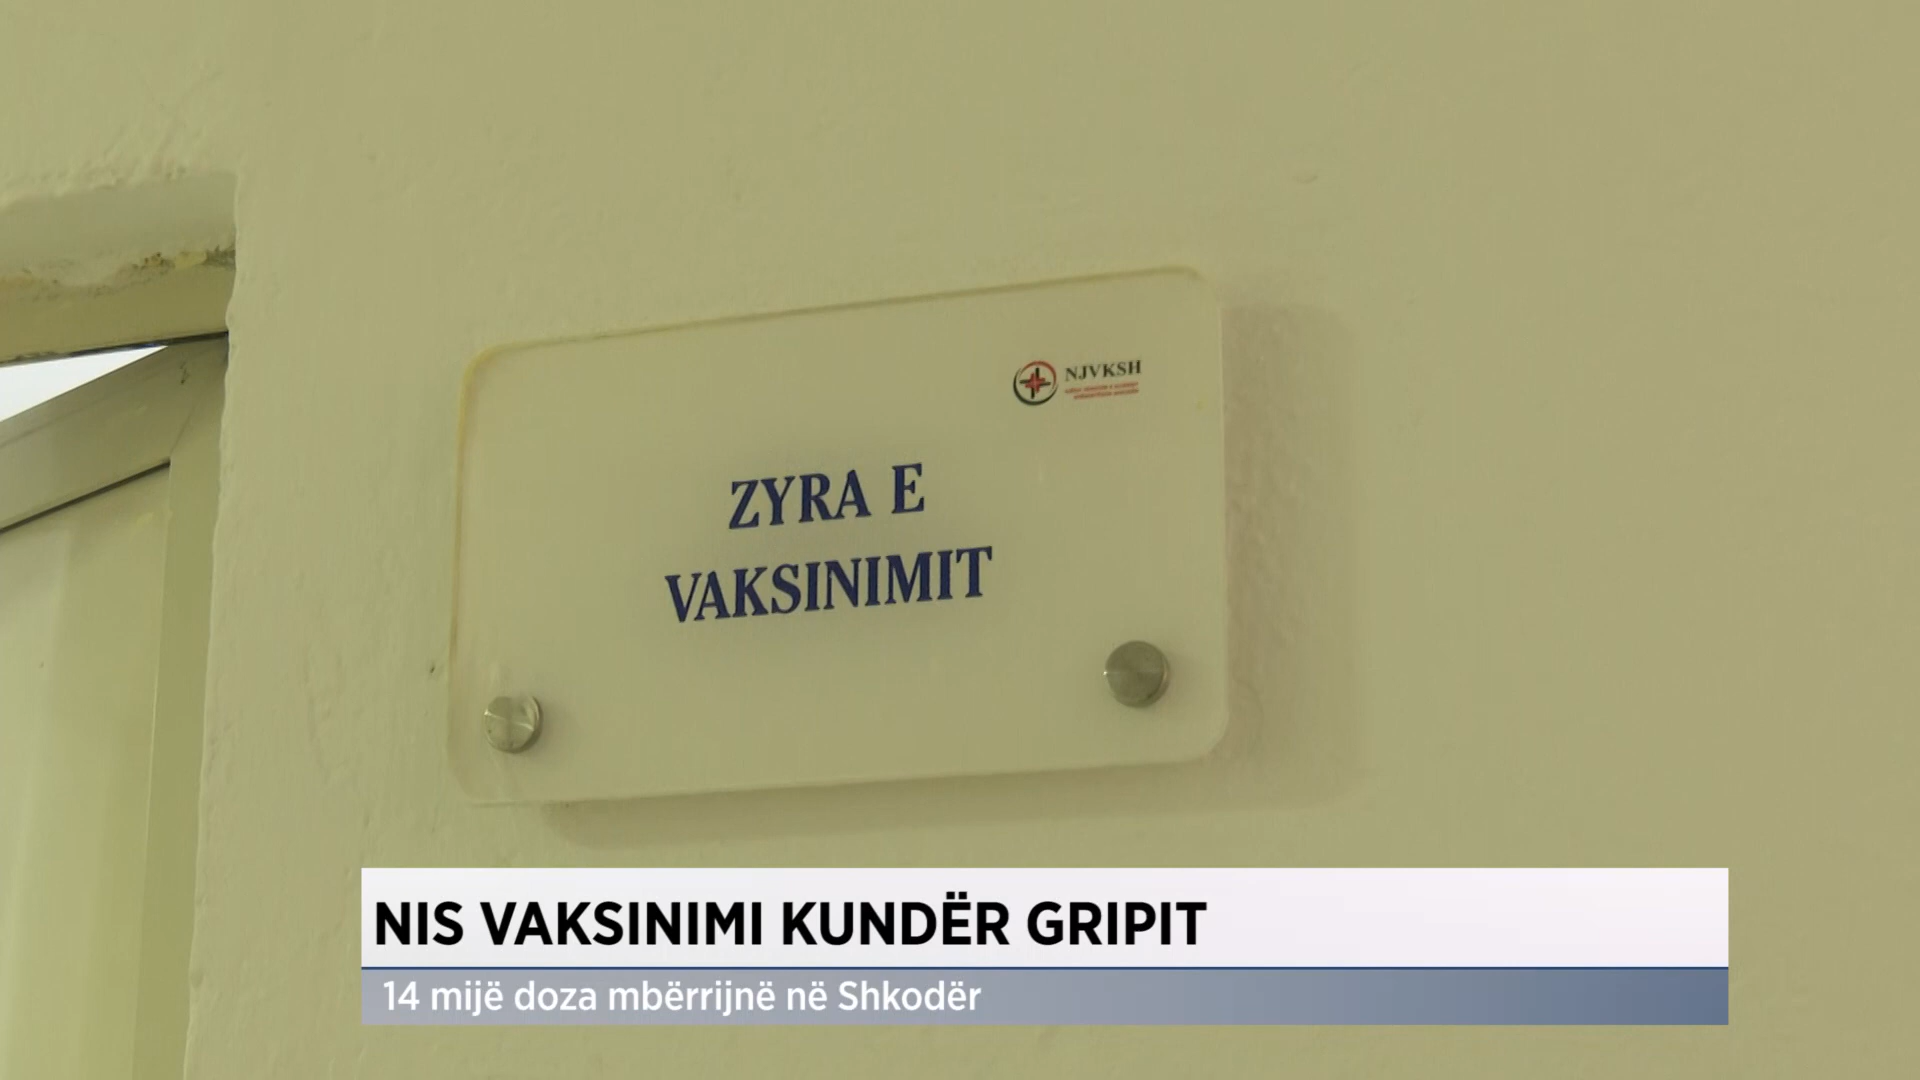 NJVKSH
ZYRA E
VAKSINIMIT
NIS VAKSINIMI KUNDËR GRIPIT
14 mijë doza mbërrijnë në Shkodër